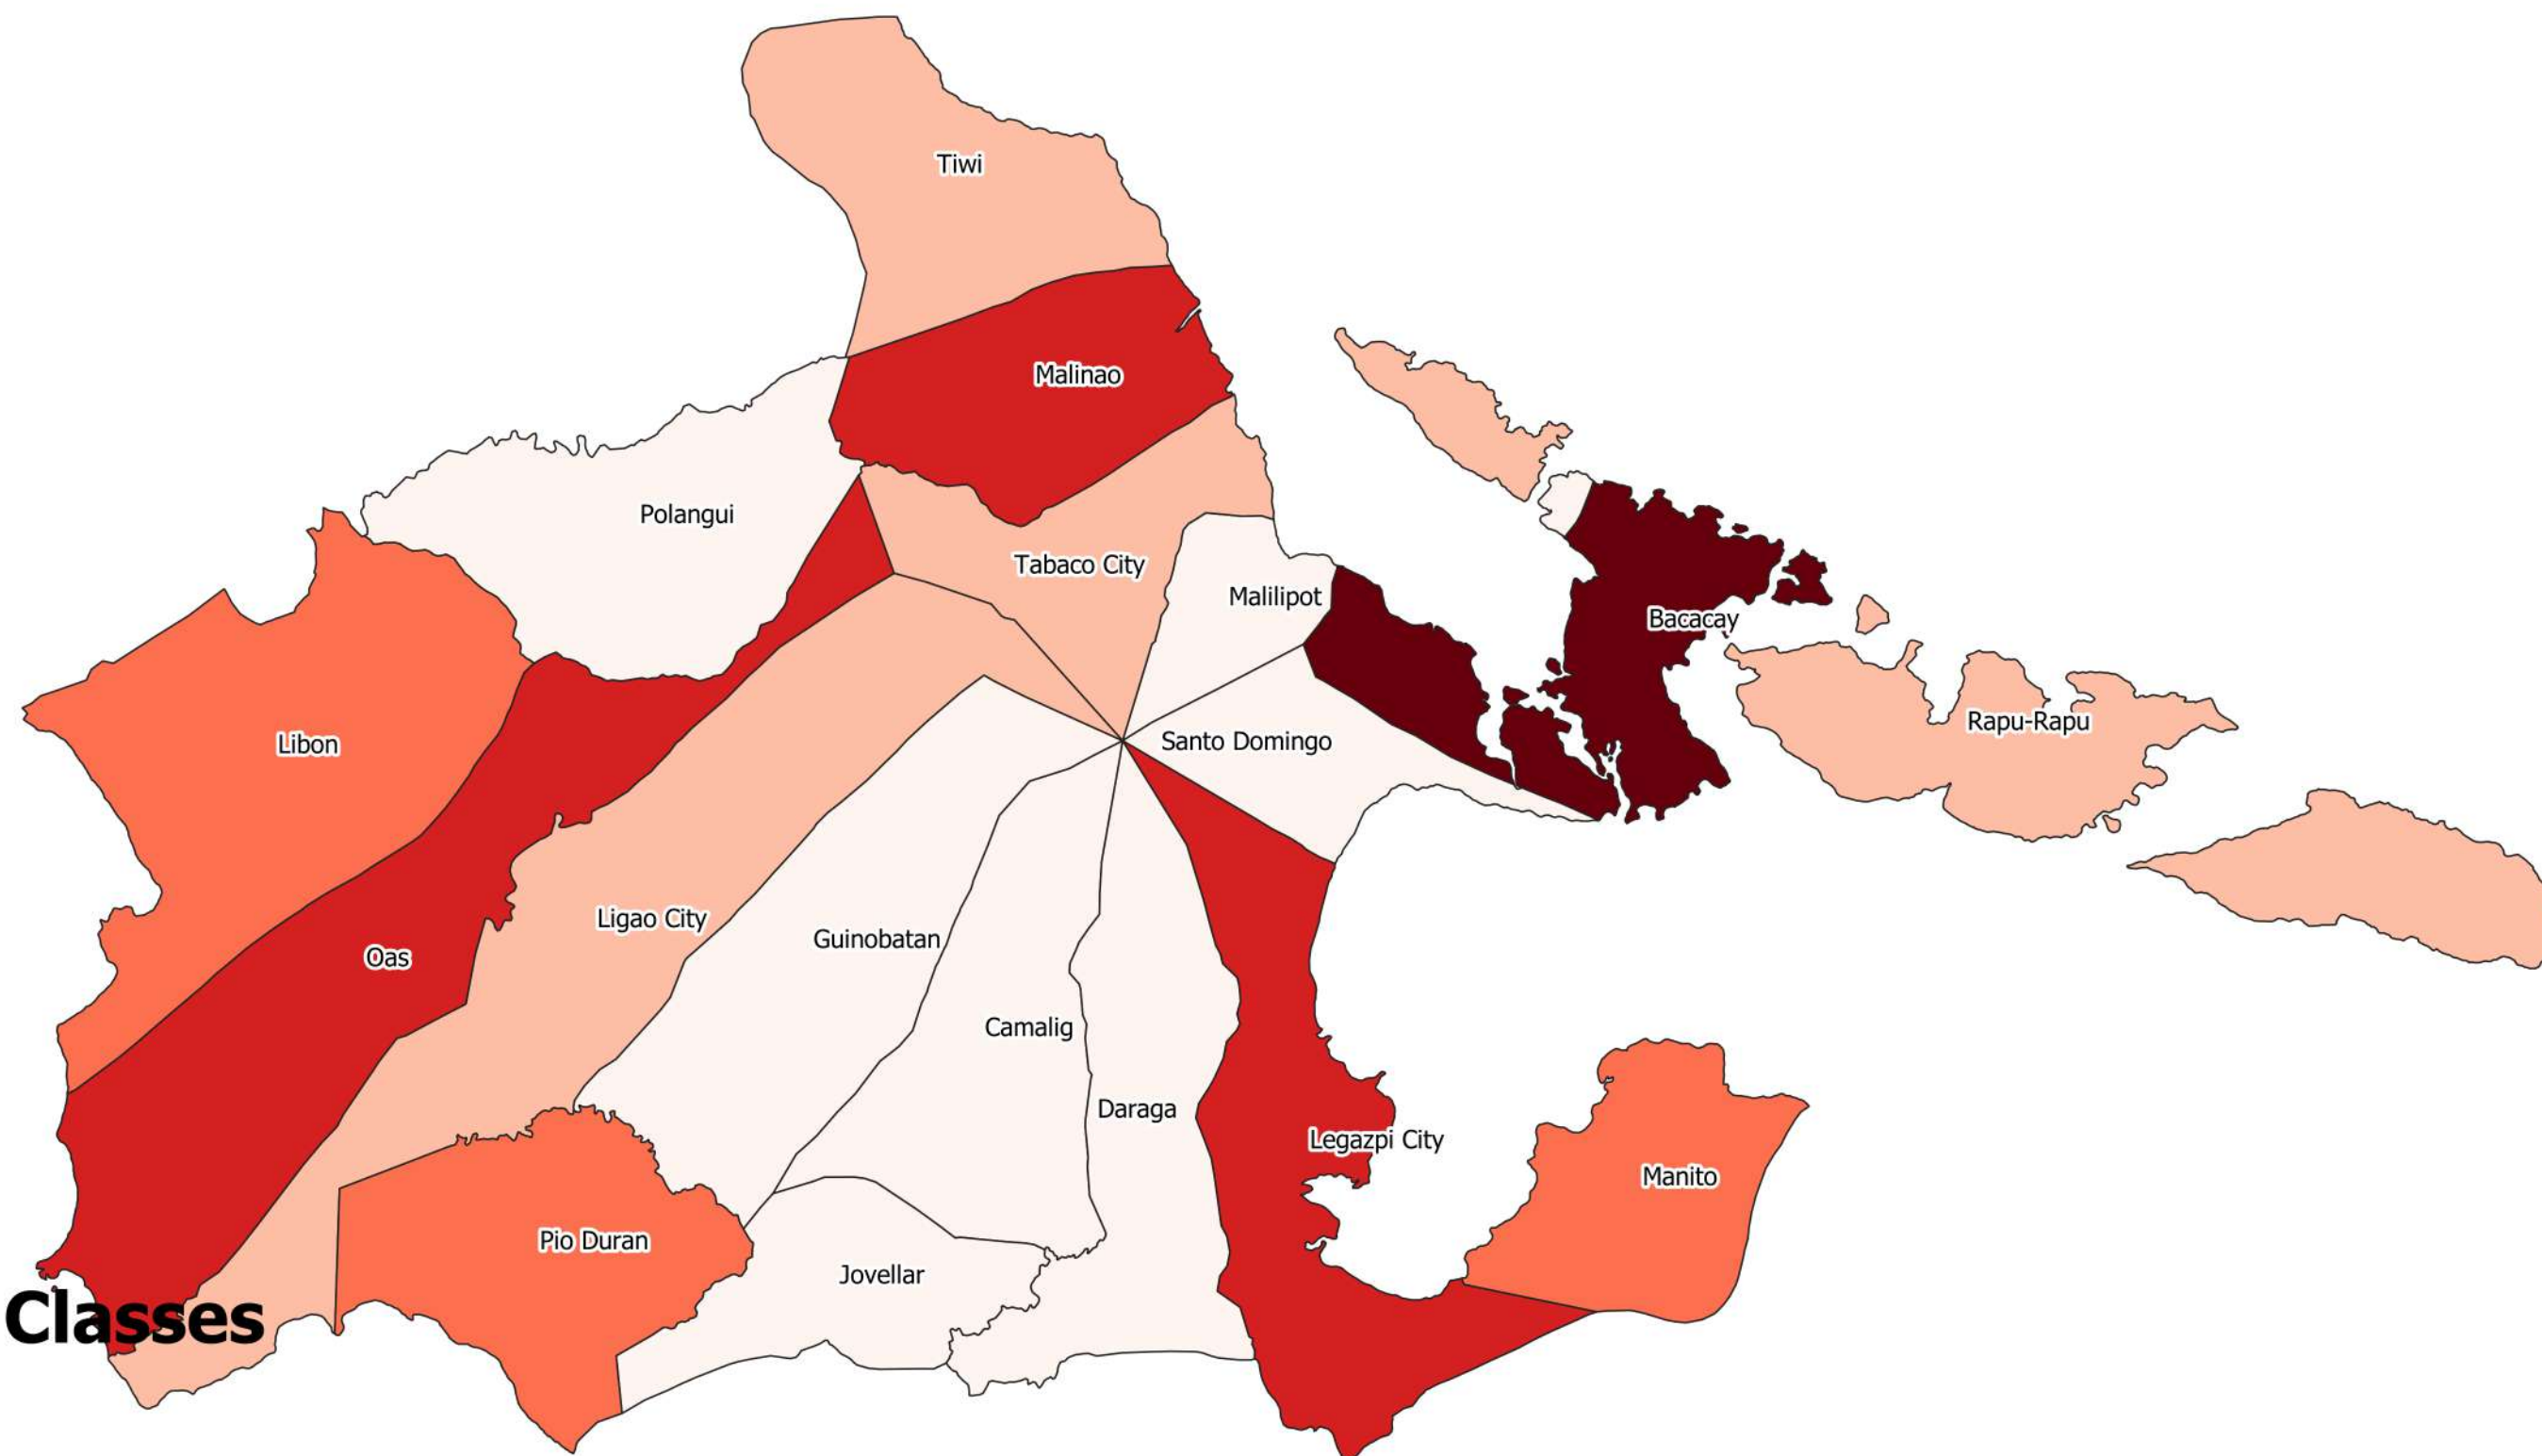 Tiwi
Malinao
Polangui
Tabaco City
Malilipot
Bacacay
Rapu-Rapu
Santo Domingo
Libon
Ligao City
Guinobatan
Oas
Camalig
Daraga
Legazpi City
Manito
Pio Duran
Jovellar
Classes